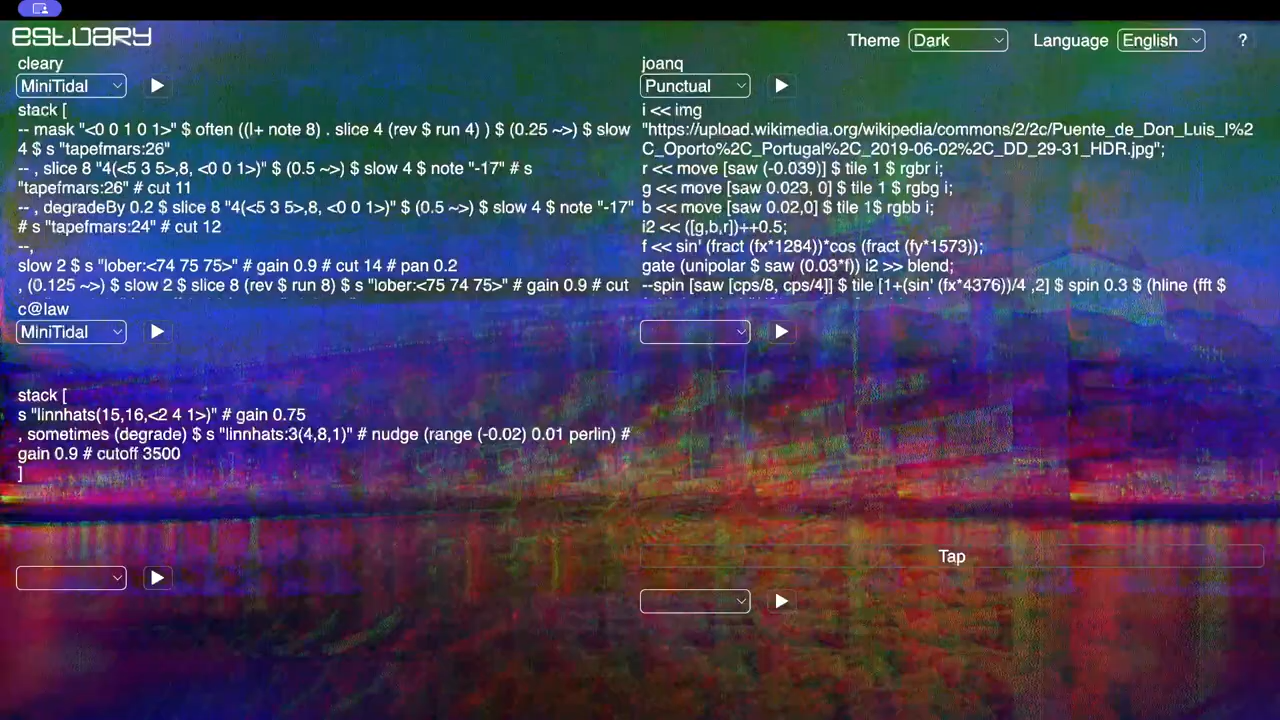 estuary
Theme Dark Language English ?
cleary
MiniTidal
stack [
-- mask "<0 0 1 0 1>" $ often ((|+ note 8) . slice 4 (rev $ run 4) ) $ (0.25 ~>) $ slow
4 $ s "tapefmars:26"
-- , slice 8 "4(<5 3 5>,8, <0 0 1>)" $ (0.5 ~>) $ slow 4 $ note "-17" # s
"tapefmars:26" # cut 11
-- , degradeBy 0.2 $ slice 8 "4(<5 3 5>,8, <0 0 1>)" $ (0.5 ~>) $ slow 4 $ note "-17"
# s "tapefmars:24" # cut 12
--,
slow 2 $ s "lober:<74 75 75>" # gain 0.9 # cut 14 # pan 0.2
, (0.125 ~>) $ slow 2 $ slice 8 (rev $ run 8) $ s "lober:<75 74 75>" # gain 0.9 # cut
joanq
Punctual
i << img
"https://upload.wikimedia.org/wikipedia/commons/2/2c/Puente_de_Don_Luis_I%2
C_Oporto%2C_Portugal%2C_2019-06-02%2C_DD_29-31_HDR.jpg";
r << move [saw (-0.039)] $ tile 1 $ rgbr i;
g << move [saw 0.023, 0] $ tile 1 $ rgbg i;
b << move [saw 0.02,0] $ tile 1$ rgbb i;
i2 << ([g,b,r])++0.5;
f << sin' (fract (fx*1284))*cos (fract (fy*1573));
gate (unipolar $ saw (0.03*f)) i2 >> blend;
--spin [saw [cps/8, cps/4]] $ tile [1+(sin' (fx*4376))/4 ,2] $ spin 0.3 $ (hline (fft $
c@law
MiniTidal
stack [
s "linnhats(15,16,<2 4 1>)" # gain 0.75
, sometimes (degrade) $ s "linnhats:3(4,8,1)" # nudge (range (-0.02) 0.01 perlin) #
gain 0.9 # cutoff 3500
]
Tap